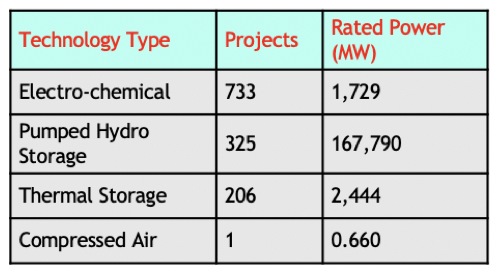 Technology Type Projects Rated Power
(MW)
Electro-chemical 733 1,729
Pumped Hydro
Storage 325 167,790
Thermal Storage 206 2,444
Compressed Air 1 0.660